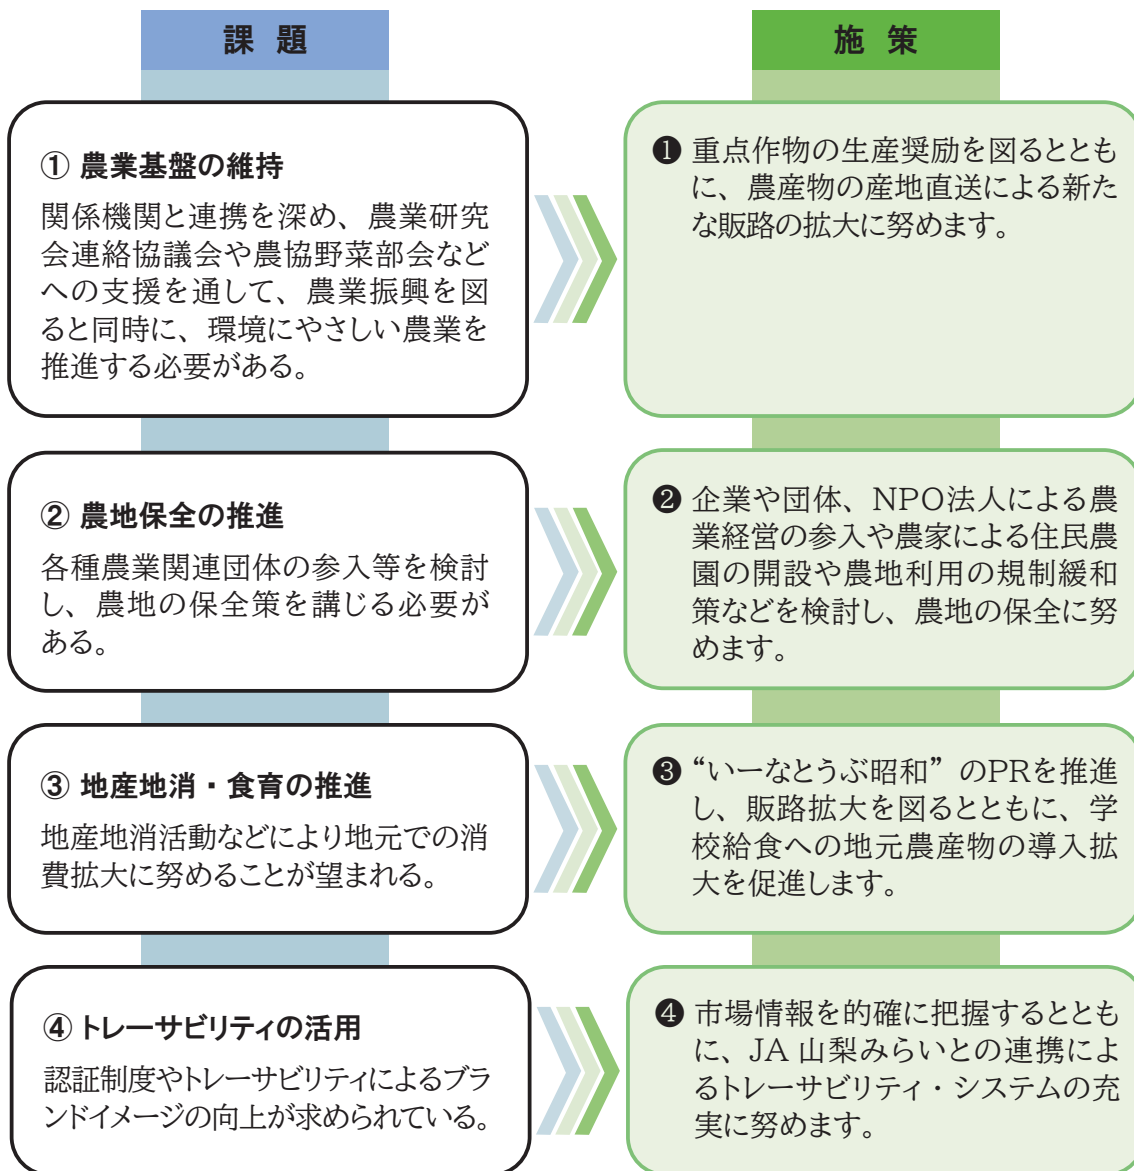 課題
施策
① 農業基盤の維持
関係機関と連携を深め、農業研究
会連絡協議会や農協野菜部会など
への支援を通して、農業振興を図
ると同時に、環境にやさしい農業を
推進する必要がある。
❶ 重点作物の生産奨励を図るととも
に、農産物の産地直送による新た
な販路の拡大に努めます。
② 農地保全の推進
各種農業関連団体の参入等を検討
し、農地の保全策を講じる必要が
ある。
❷ 企業や団体、NPO法人による農
業経営の参入や農家による住民農
園の開設や農地利用の規制緩和
策などを検討し、農地の保全に努
めます。
③ 地産地消・食育の推進
地産地消活動などにより地元での消
費拡大に努めることが望まれる。
❸ “いーなとうぶ昭和” のPRを推進
し、販路拡大を図るとともに、学
校給食への地元農産物の導入拡
大を促進します。
④ トレーサビリティの活用
認証制度やトレーサビリティによるブラ
ンドイメージの向上が求められている。
❹ 市場情報を的確に把握するととも
に、JA 山梨みらいとの連携によ
るトレーサビリティ・システムの充
実に努めます。